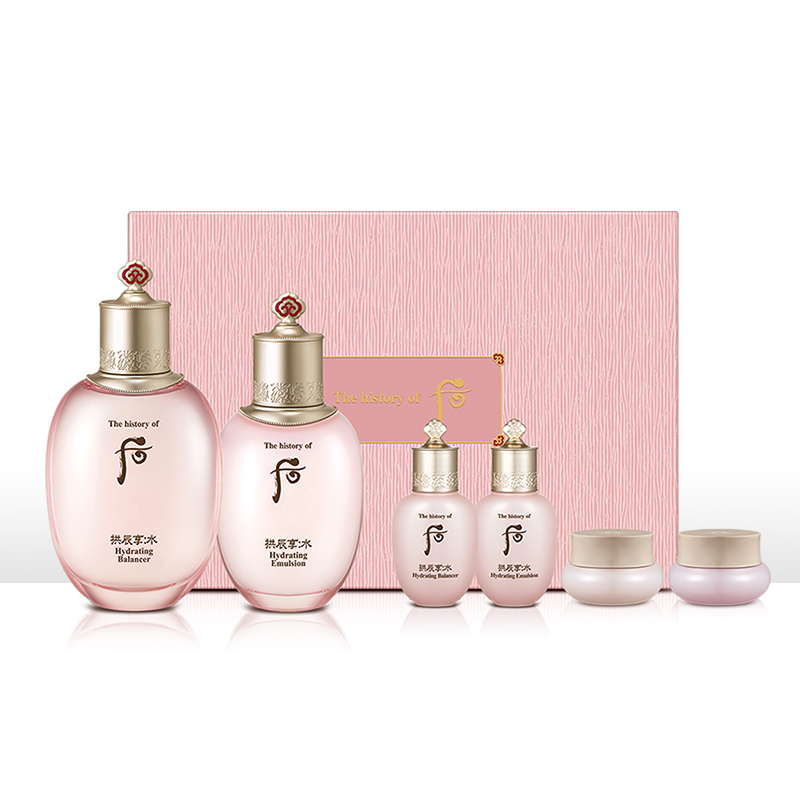 The history of
后
拱辰享:水
Hydrating
Balancer
The history of
后
拱辰享:水
Hydrating
Emulsion
The history of 后
The history of
后
拱辰享:水
Hydrating Balancer
The history of
后
拱辰享:水
Hydrating Emulsion